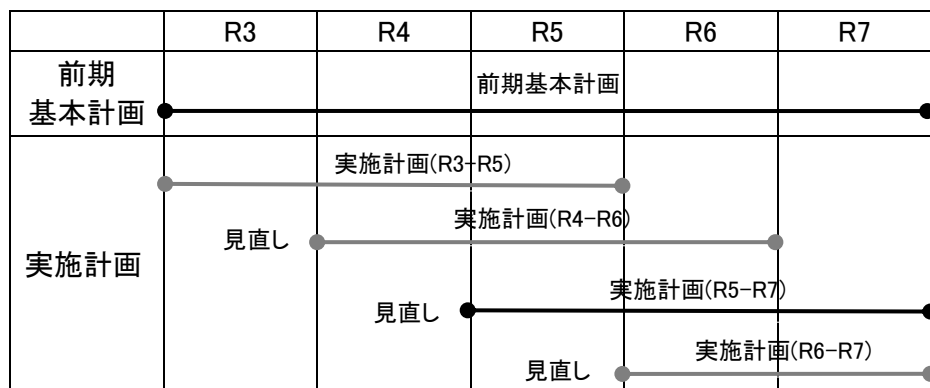 R3 R4 R5 R6 R7
前期
基本計画
前期基本計画
実施計画
実施計画(R3-R5)
見直し
実施計画(R4-R6)
見直し
実施計画(R5-R7)
見直し
実施計画(R6-R7)